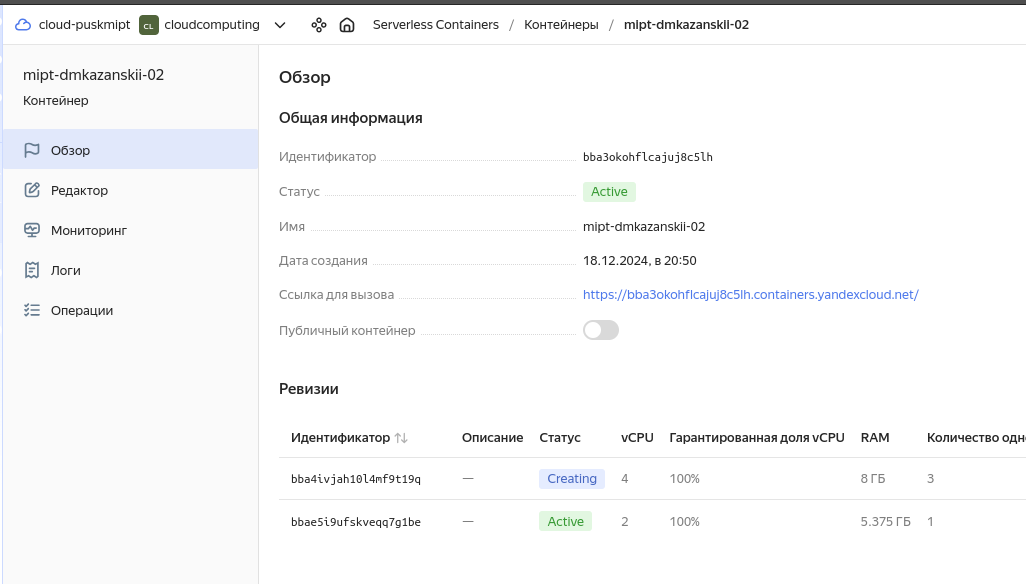 cloud-puskmipt CL cloudcomputing Serverless Containers / Контейнеры / mipt-dmkazanskii-02
mipt-dmkazanskii-02
Контейнер
Обзор
Редактор
Мониторинг
Логи
Операции
Обзор
Общая информация
Идентификатор bba3okohflcajuj8c5lh
Статус Active
Имя mipt-dmkazanskii-02
Дата создания 18.12.2024, в 20:50
Ссылка для вызова https://bba3okohflcajuj8c5lh.containers.yandexcloud.net/
Публичный контейнер
Ревизии
Идентификатор Описание Статус vCPU Гарантированная доля vCPU RAM Количество одн
bba4ivjah10l4mf9t19q — Creating 4 100% 8 ГБ 3
bbae5i9ufskveqq7g1be — Active 2 100% 5.375 ГБ 1